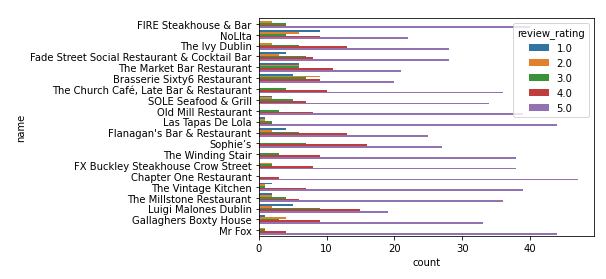 FIRE Steakhouse & Bar
NoLIta
The Ivy Dublin
Fade Street Social Restaurant & Cocktail Bar
The Market Bar Restaurant
Brasserie Sixty6 Restaurant
The Church Café, Late Bar & Restaurant
SOLE Seafood & Grill
Old Mill Restaurant
Las Tapas De Lola
Flanagan's Bar & Restaurant
Sophie’s
The Winding Stair
FX Buckley Steakhouse Crow Street
Chapter One Restaurant
The Vintage Kitchen
The Millstone Restaurant
Luigi Malones Dublin
Gallaghers Boxty House
Mr Fox
name
0 10 20 30 40
count
review_rating
1.0
2.0
3.0
4.0
5.0